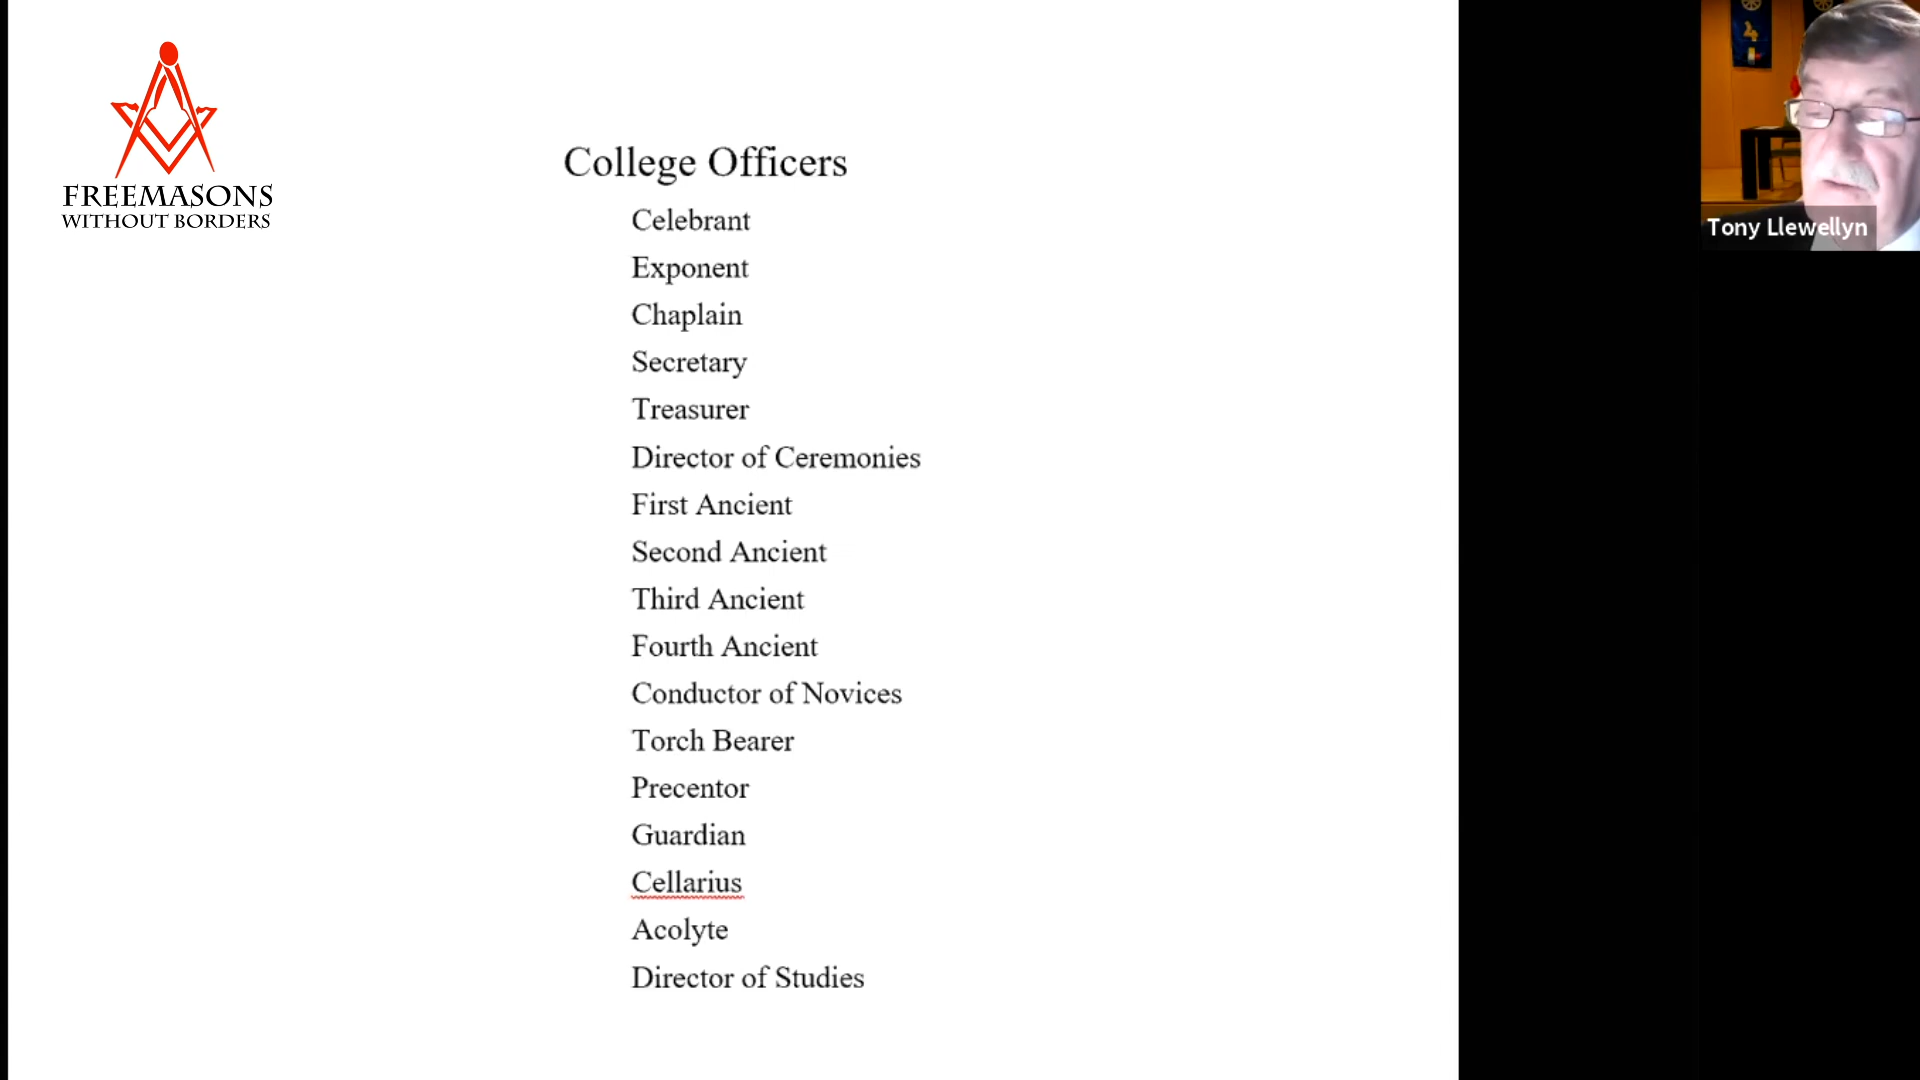 FREEMASONS
WITHOUT BORDERS
College Officers
Celebrant
Exponent
Chaplain
Secretary
Treasurer
Director of Ceremonies
First Ancient
Second Ancient
Third Ancient
Fourth Ancient
Conductor of Novices
Torch Bearer
Precentor
Guardian
Cellarius
Acolyte
Director of Studies
Tony Llewellyn